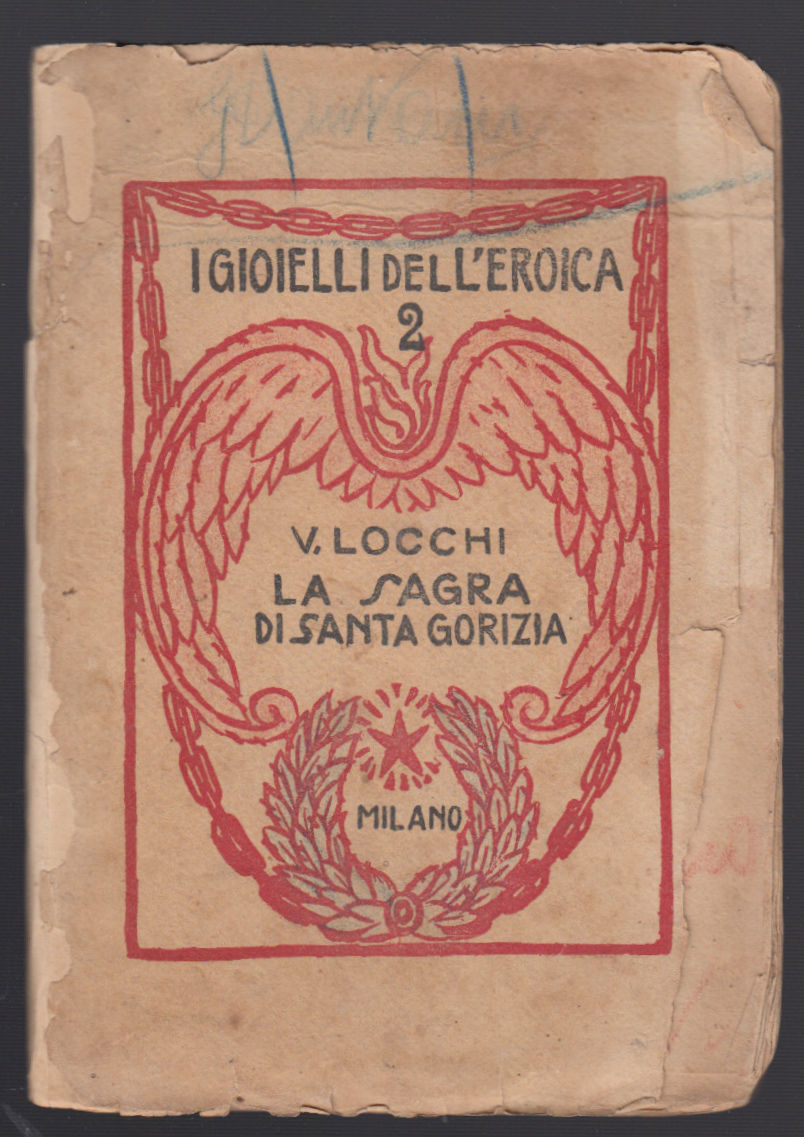 I GIOIELLI DELL'EROICA
2
V. LOCCHI
LA SAGRA
DI SANTA GORIZIA
MILANO